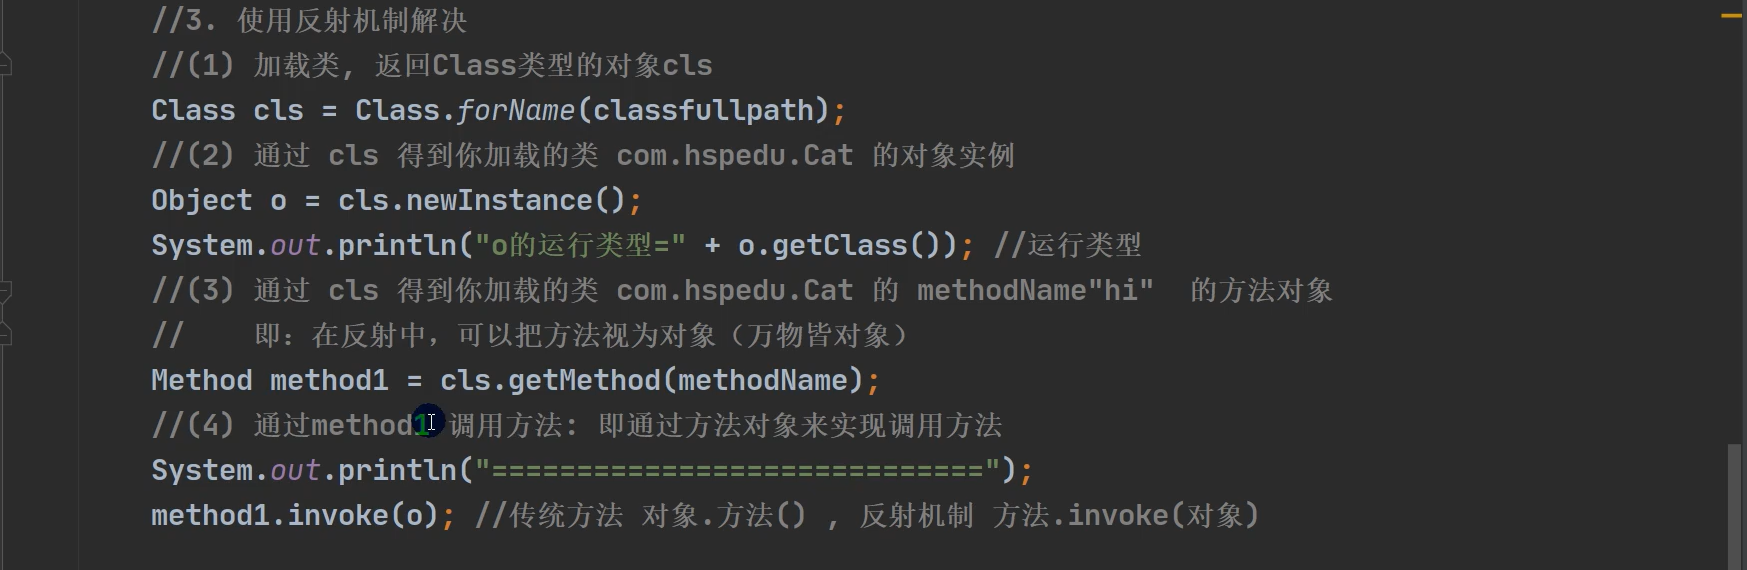 //3. 使用反射机制解决
//(1) 加载类, 返回Class类型的对象cls
Class cls = Class.forName(classfullpath);
//(2) 通过 cls 得到你加载的类 com.hspedu.Cat 的对象实例
Object o = cls.newInstance();
System.out.println("o的运行类型=" + o.getClass()); //运行类型
//(3) 通过 cls 得到你加载的类 com.hspedu.Cat 的 methodName"hi"  的方法对象
//    即：在反射中，可以把方法视为对象（万物皆对象）
Method method1 = cls.getMethod(methodName);
//(4) 通过method1 调用方法: 即通过方法对象来实现调用方法
System.out.println("=============================");
method1.invoke(o); //传统方法 对象.方法() , 反射机制 方法.invoke(对象)